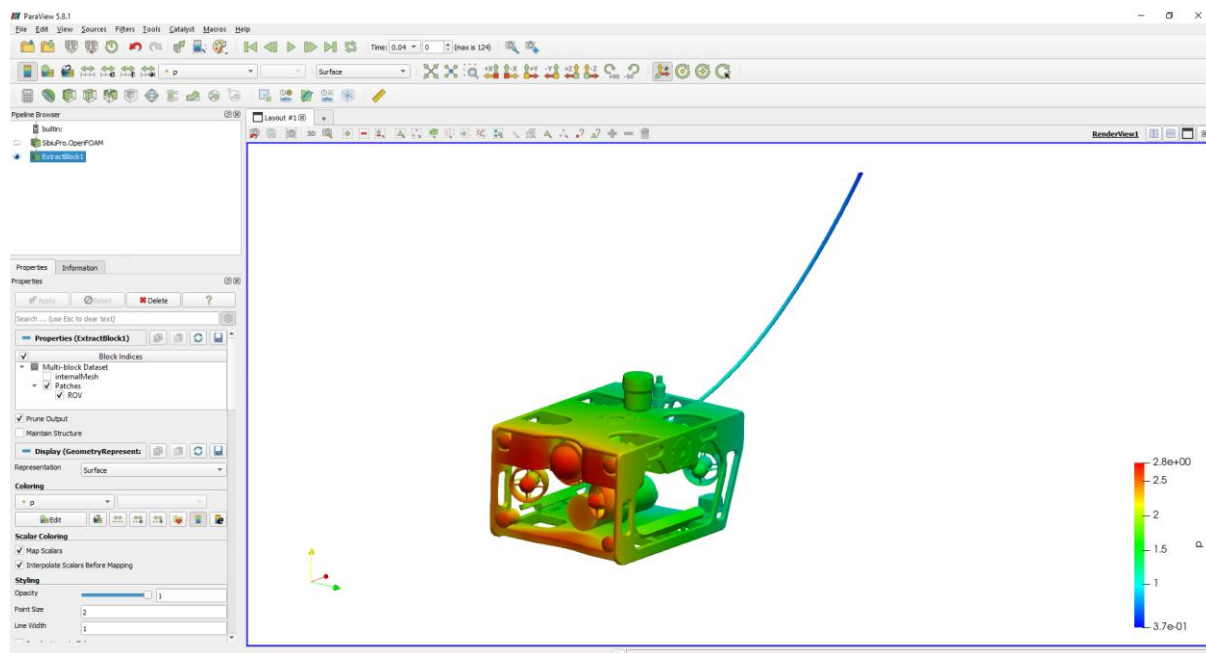 ParaView 5.8.1
File Edit View Sources Filters Tools Catalyst Macros Help
Time: 0.04 0 (max is 124)
p Surface
+X -X +Y -Y +Z -Z
Pipeline Browser
builtin:
SibiuPro.OpenFOAM
ExtractBlock1
Layout #1 +
3D RenderView1
Properties Information
Properties
Apply Reset Delete ?
Search ... (use Esc to clear text)
Properties (ExtractBlock1)
Block Indices
Multi-block Dataset
internalMesh
Patches
ROV
Prune Output
Maintain Structure
Display (GeometryRepresent:
Representation Surface
Coloring
p
Edit
Scalar Coloring
Map Scalars
Interpolate Scalars Before Mapping
Styling
Opacity 1
Point Size 2
Line Width 1
2.8e+00
2.5
2
1.5
1
3.7e-01
p